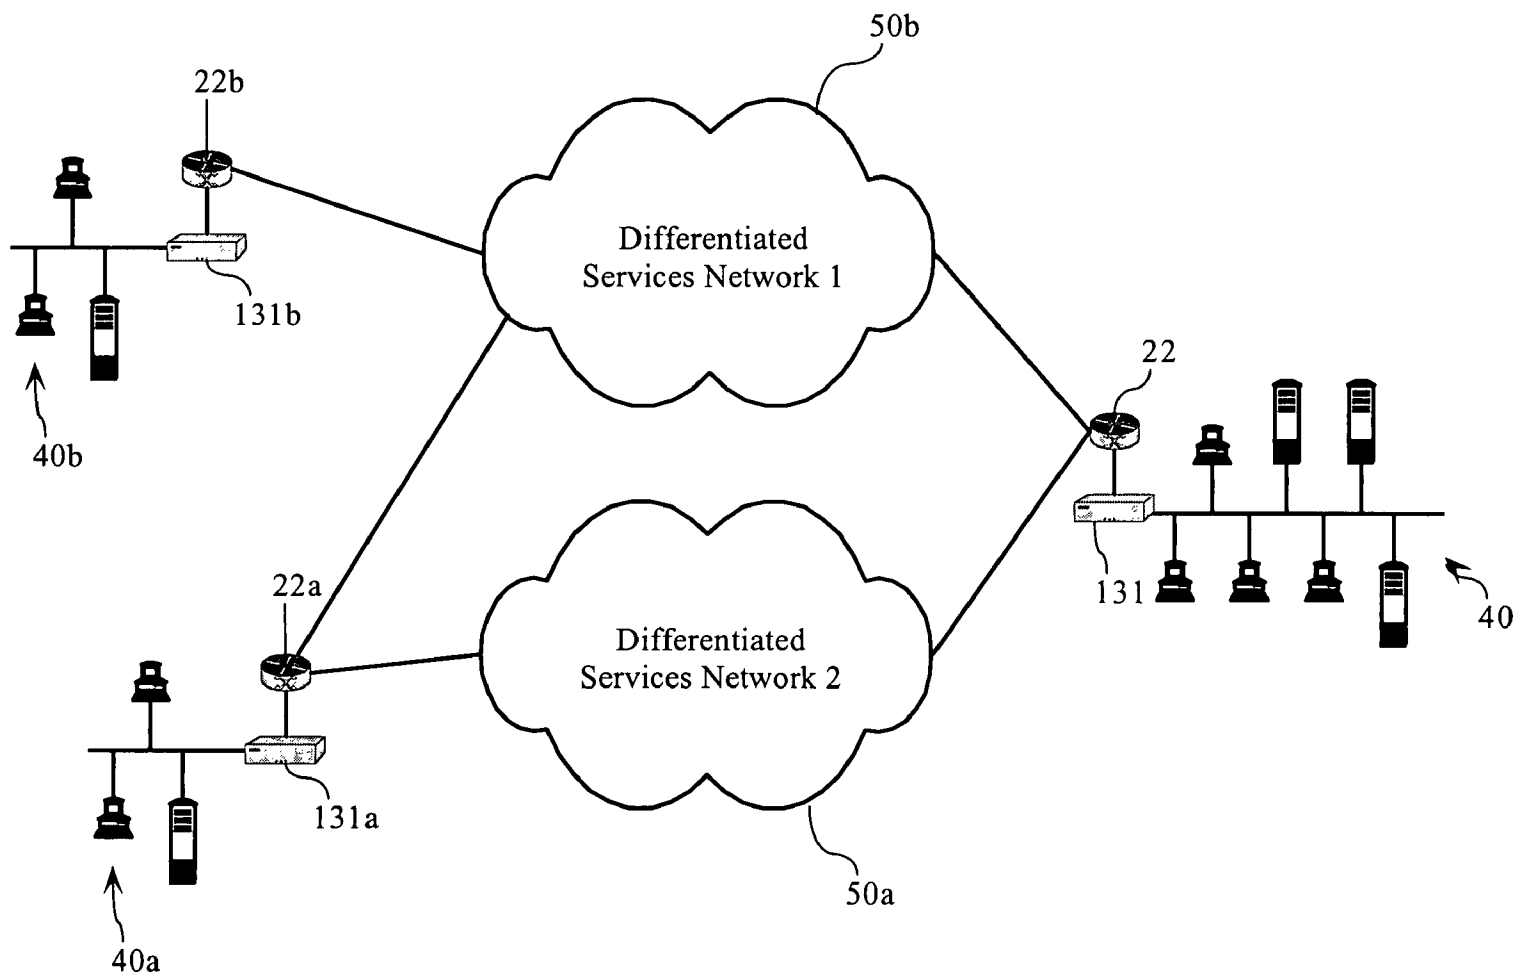 50b
22b
Differentiated
Services Network 1
131b
22
40b
22a
131
40
Differentiated
Services Network 2
131a
50a
40a